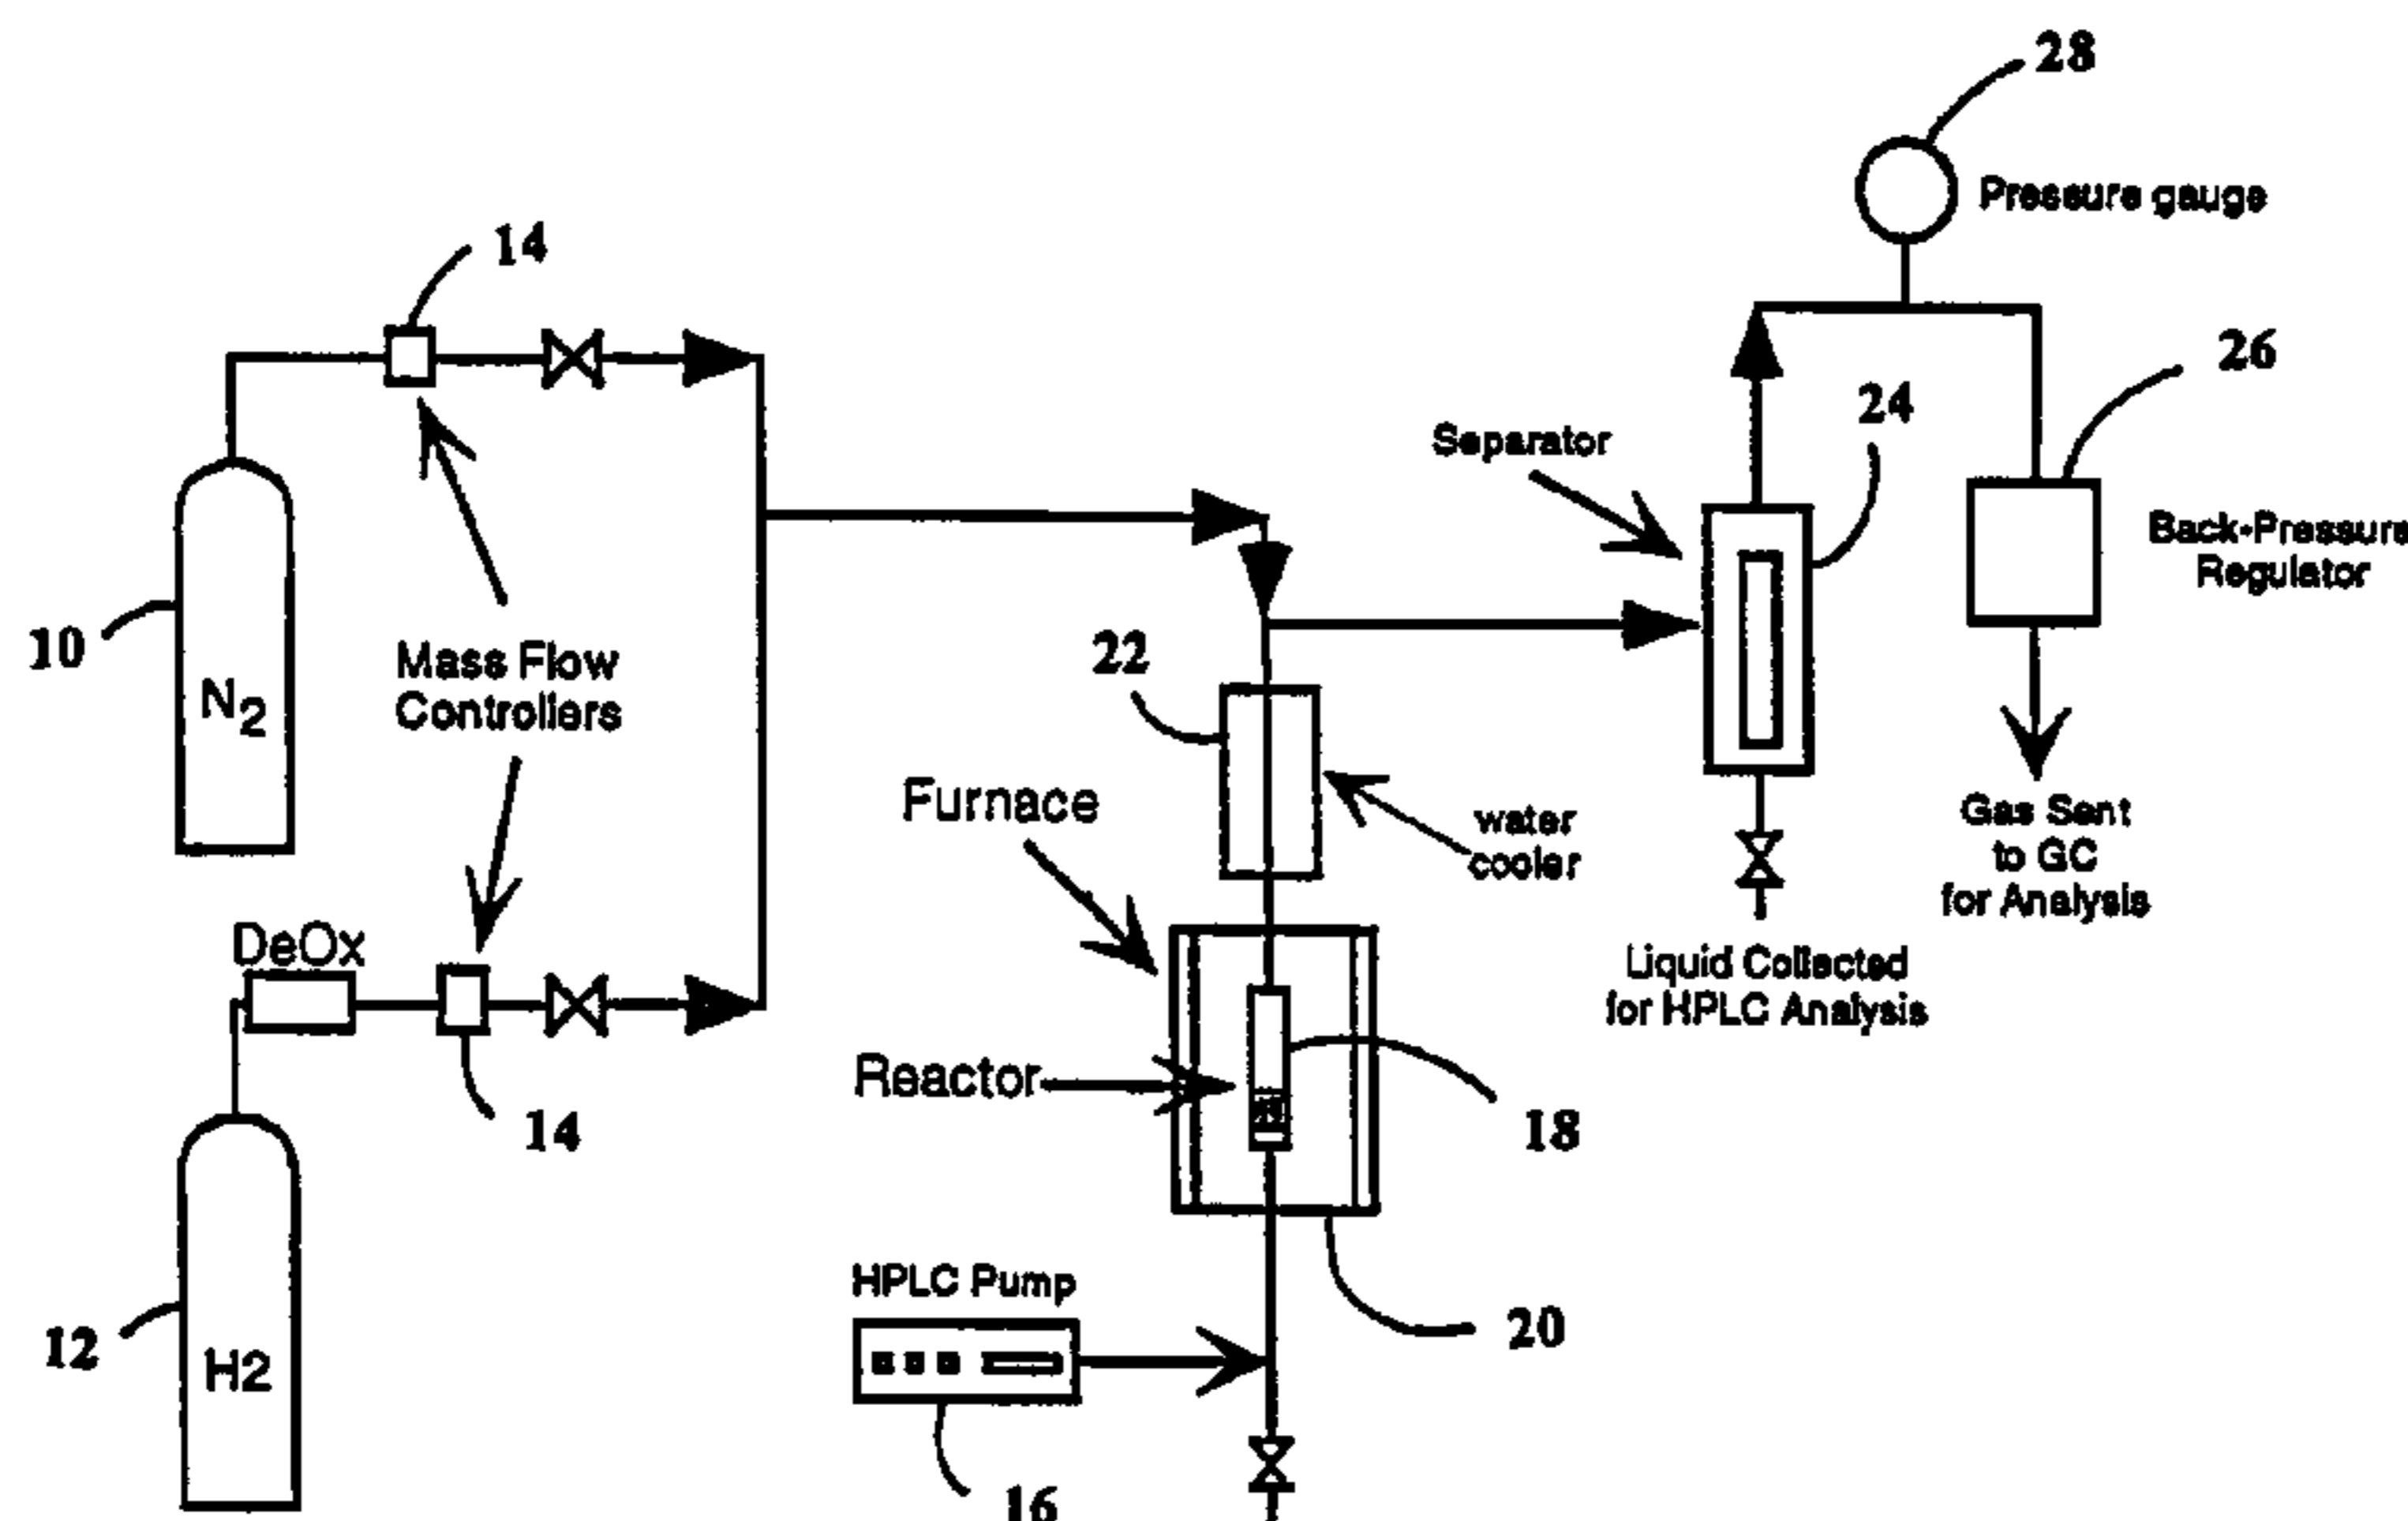 28
Pressure gauge
14
26
24
Separator
Back-Pressure
Regulator
10
N2
Mass Flow
Controllers
22
Furnace
water
cooler
Gas Sent
to GC
for Analysis
DeOx
Liquid Collected
for HPLC Analysis
Reactor
14
18
HPLC Pump
12
H2
20
16